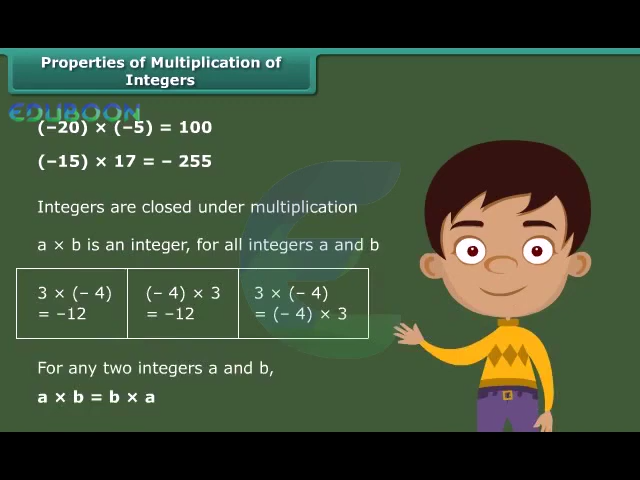 Properties of Multiplication of
Integers
EDUBOON
(–20) × (–5) = 100
(–15) × 17 = – 255
Integers are closed under multiplication
a × b is an integer, for all integers a and b
3 × (– 4) (– 4) × 3 3 × (– 4)
= –12 = –12 = (– 4) × 3
For any two integers a and b,
a × b = b × a